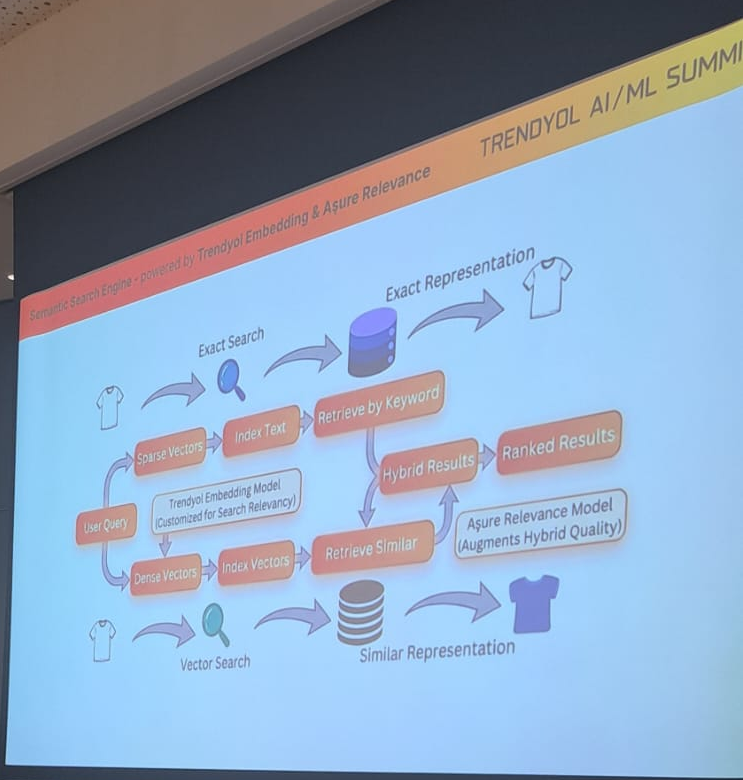 TRENDYOL AI/ML SUMMI
Semantic Search Engine - powered by Trendyol Embedding & Aşure Relevance
Exact Representation
Exact Search
Sparse Vectors
Index Text
Retrieve by Keyword
Hybrid Results
Ranked Results
User Query
Trendyol Embedding Model
(Customized for Search Relevancy)
Aşure Relevance Model
(Augments Hybrid Quality)
Dense Vectors
Index Vectors
Retrieve Similar
Vector Search
Similar Representation